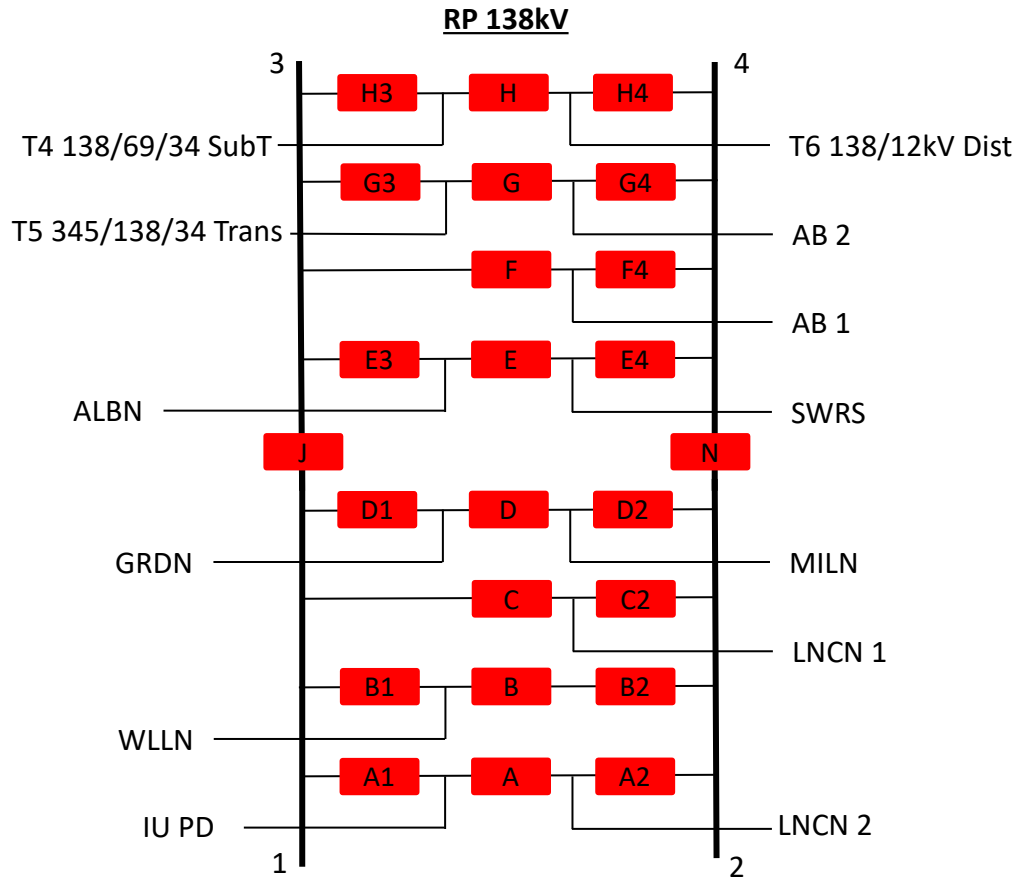 RP 138kV
3
4
H3 H H4
T4 138/69/34 SubT
T6 138/12kV Dist
G3 G G4
T5 345/138/34 Trans
AB 2
F F4
AB 1
E3 E E4
ALBN
SWRS
J
N
D1 D D2
GRDN
MILN
C C2
LNCN 1
B1 B B2
WLLN
A1 A A2
IU PD
LNCN 2
1
2